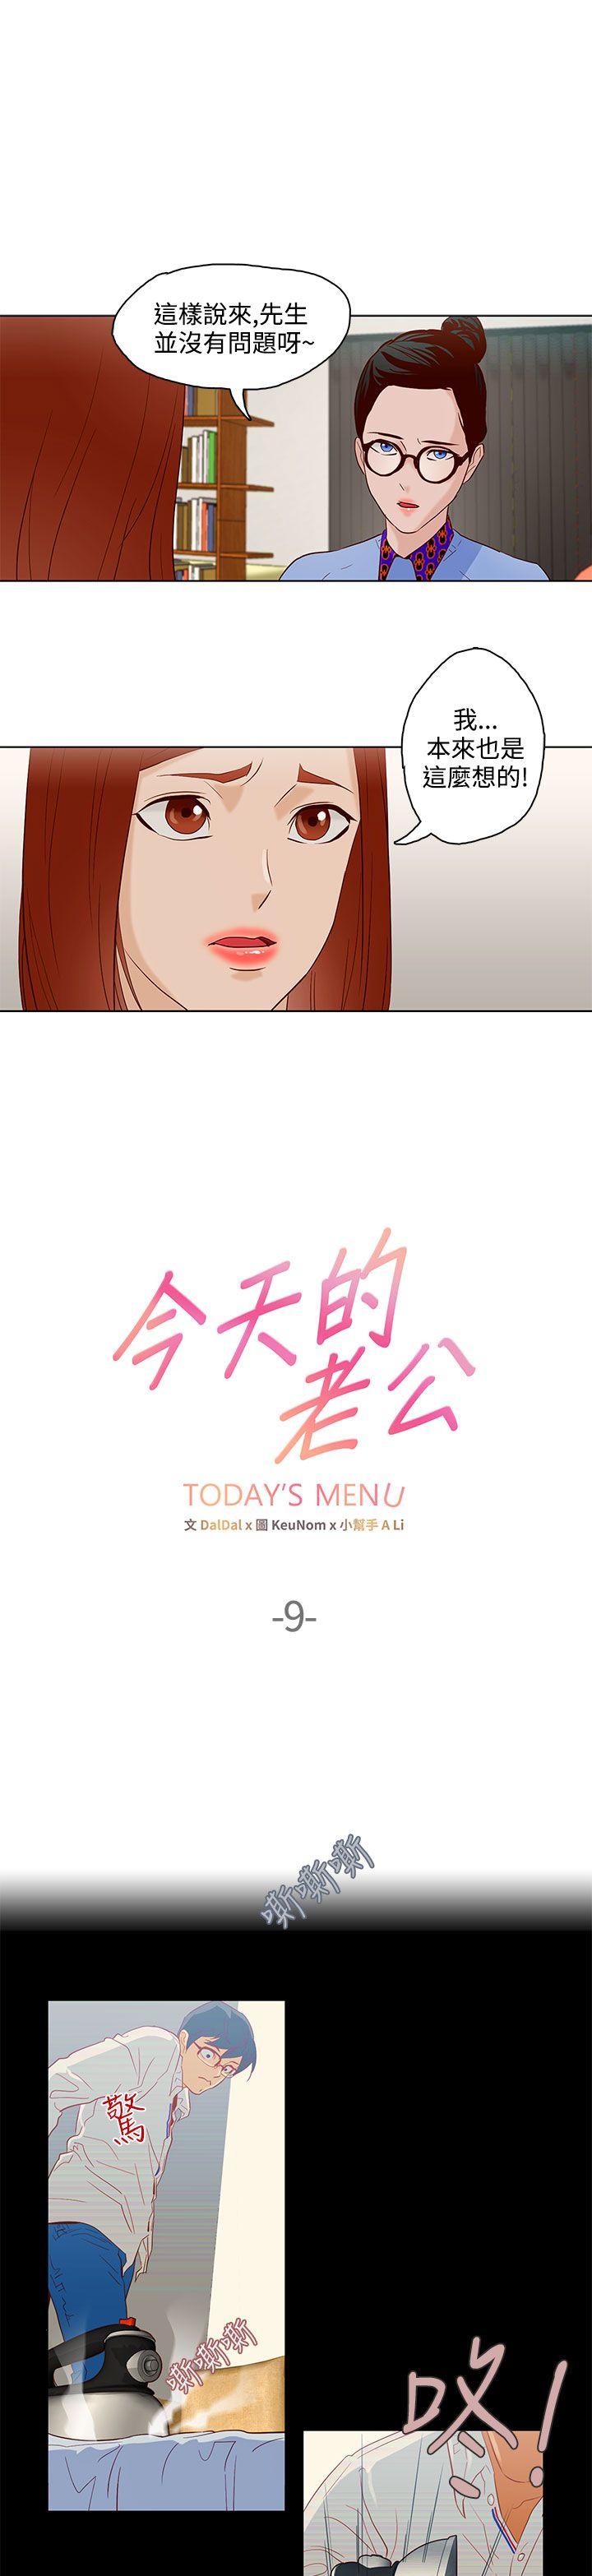 這樣說來,先生
並沒有問題呀~
我...
本來也是
這麼想的!
今天的
老公
TODAY'S MENU
文 DalDal x 圖 KeuNom x 小幫手 A Li
-9-
嘶嘶嘶
驚
嘶嘶嘶
咚!